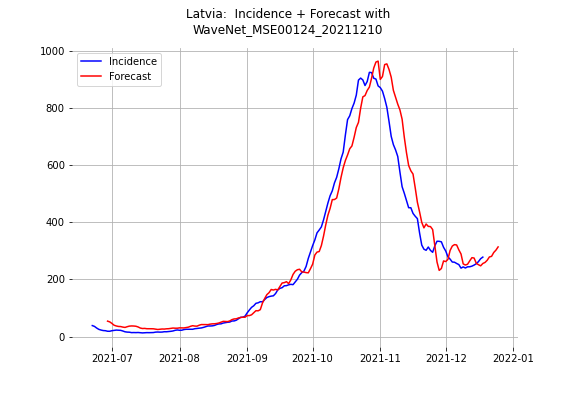 Latvia:  Incidence + Forecast with
WaveNet_MSE00124_20211210
Incidence
Forecast
1000
800
600
400
200
0
2021-07 2021-08 2021-09 2021-10 2021-11 2021-12 2022-01